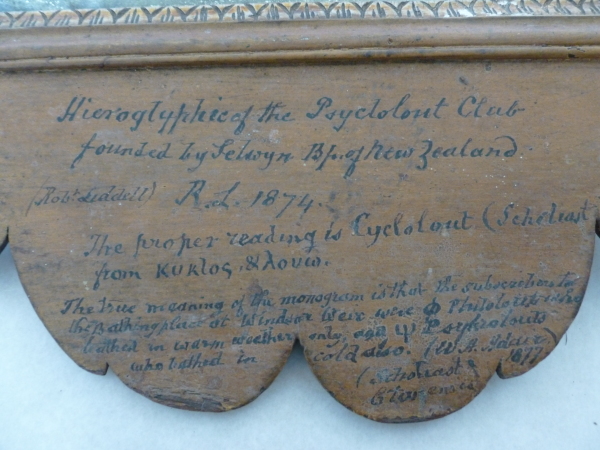 Hieroglyphic of the Psyclolout Club
founded by Selwyn Bp. of New Zealand.
(Robt. Liddell) R.L. 1874.
The proper reading is Cyclolout (Scholiast
from κυκλος. & λουω.
The true meaning of the monogram is that the subscribers to
the Bathing place at Windsor Weir were Φ Philolouts who
bathed in warm weather only, and Ψ Psykrolouts
who bathed in cold also. (W. A. Adair
(Scholiast 1877
Etonensis